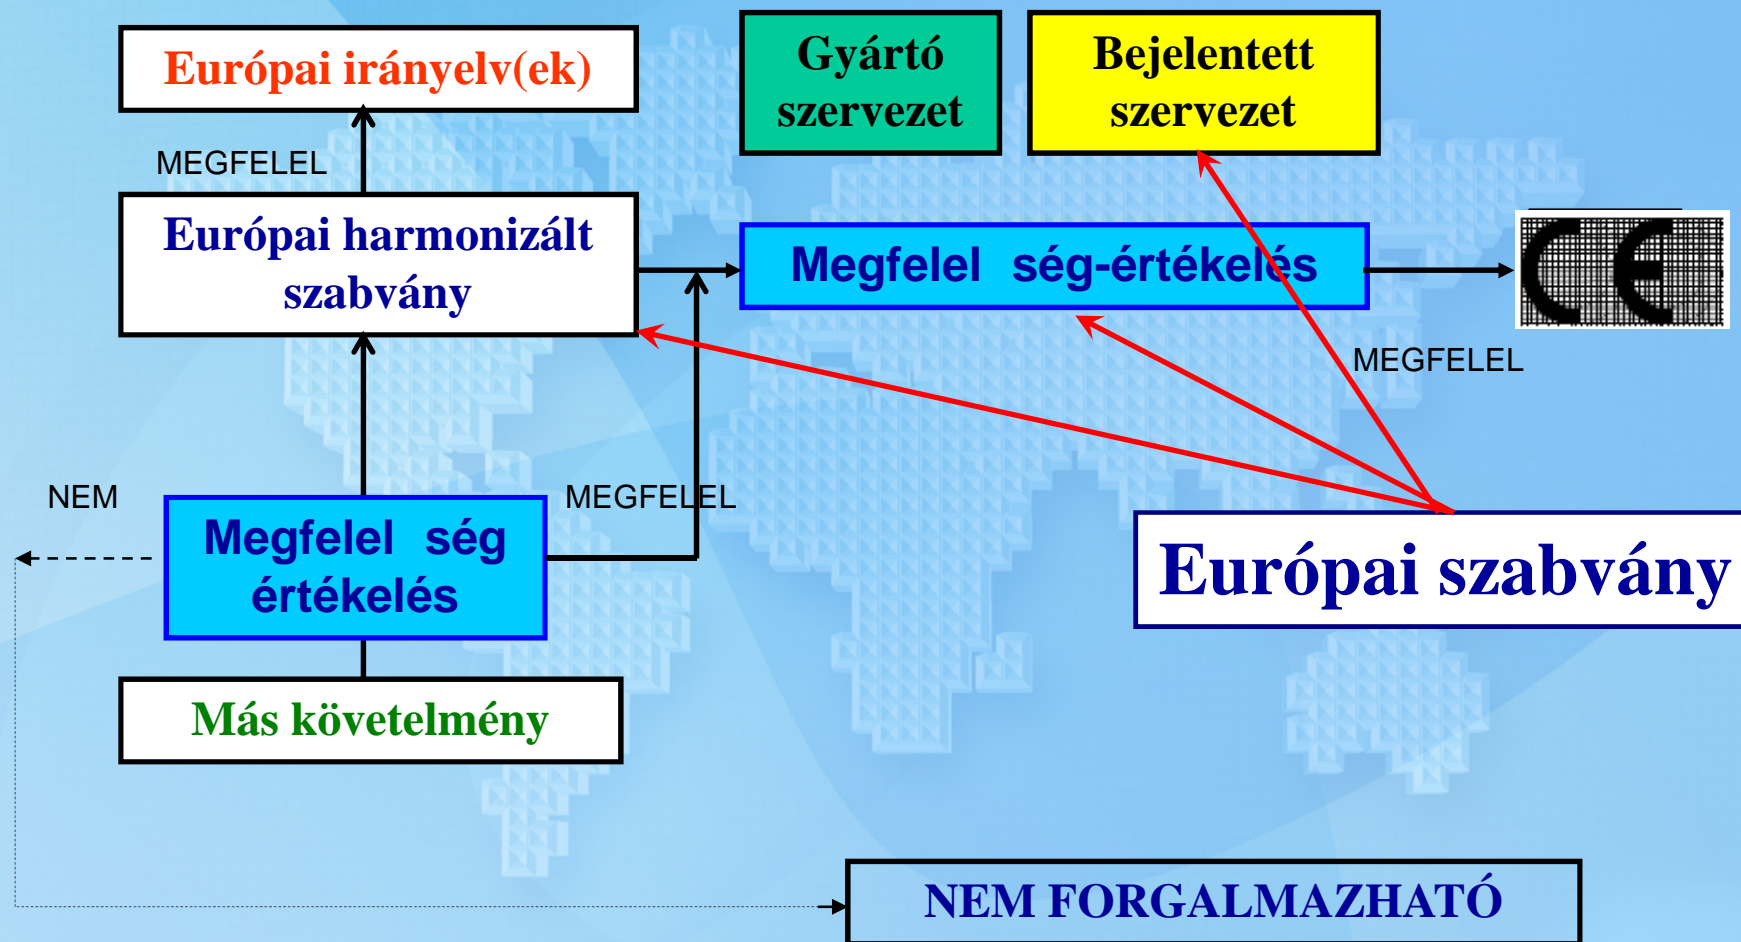 Európai irányelv(ek)
Gyártó
szervezet
Bejelentett
szervezet
MEGFELEL
Európai harmonizált
szabvány
Megfelel ség-értékelés
CE
MEGFELEL
NEM
MEGFELEL
Megfelel ség
értékelés
Európai szabvány
Más követelmény
NEM FORGALMAZHATÓ